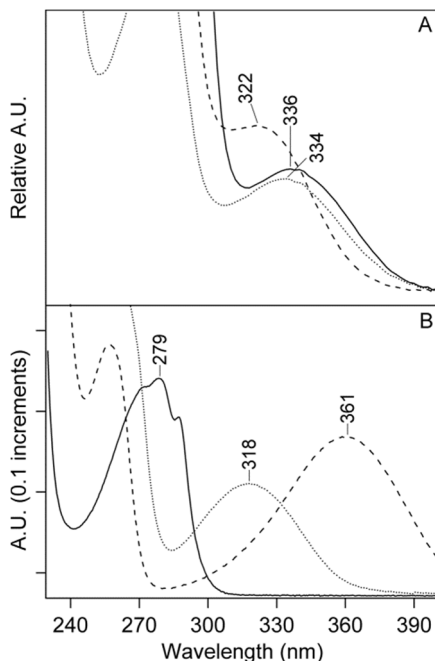 A
322
336
334
Relative A.U.
B
279
361
318
A.U. (0.1 increments)
240 270 300 330 360 390
Wavelength (nm)